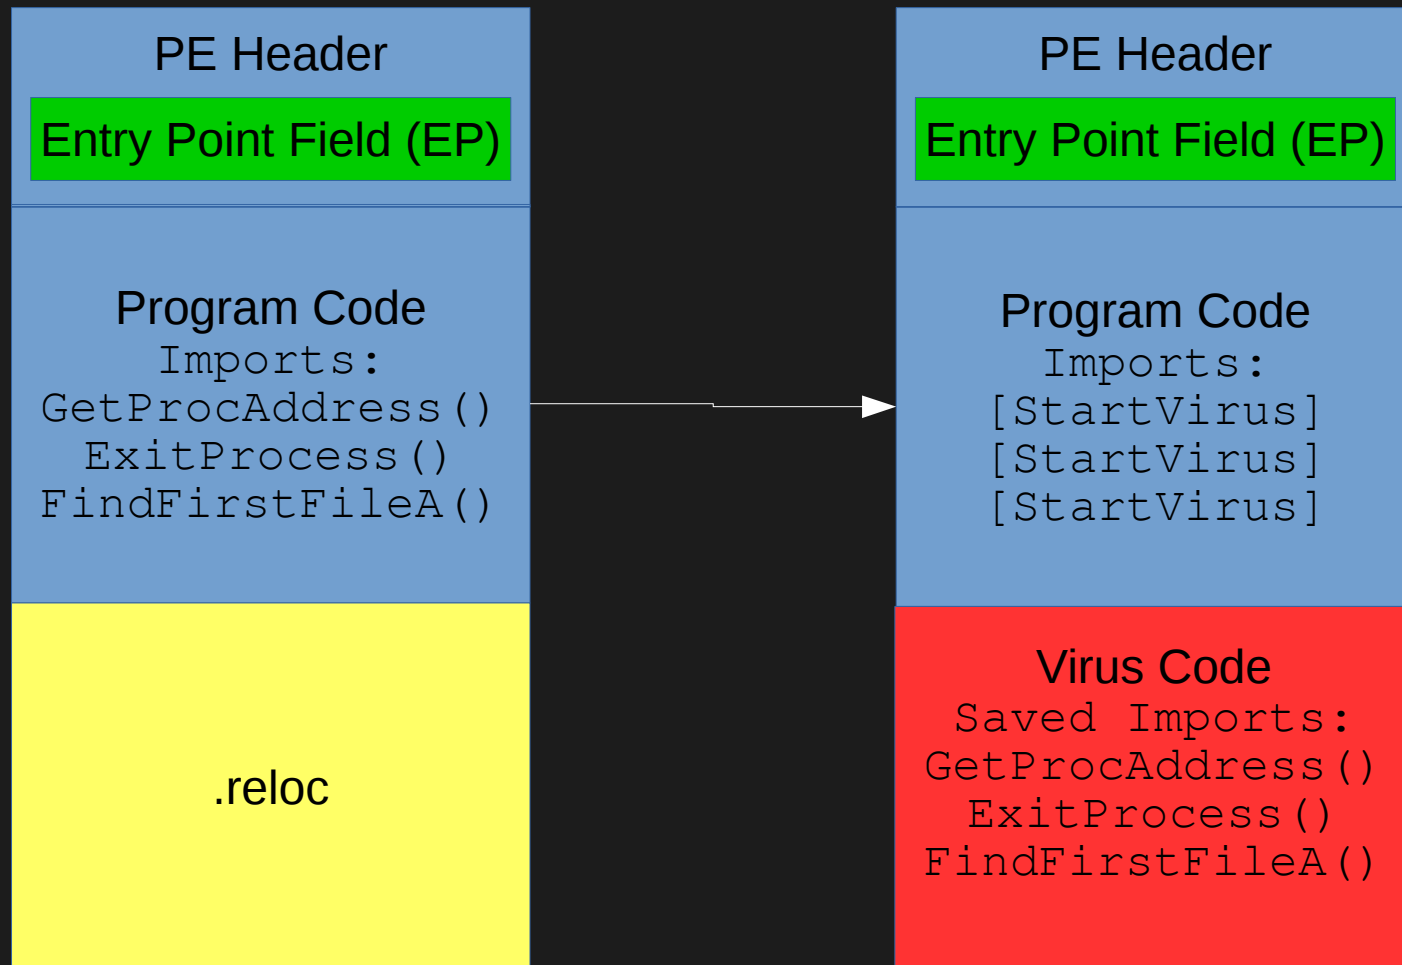 PE Header
Entry Point Field (EP)
Program Code
Imports:
GetProcAddress()
ExitProcess()
FindFirstFileA()
.reloc
PE Header
Entry Point Field (EP)
Program Code
Imports:
[StartVirus]
[StartVirus]
[StartVirus]
Virus Code
Saved Imports:
GetProcAddress()
ExitProcess()
FindFirstFileA()